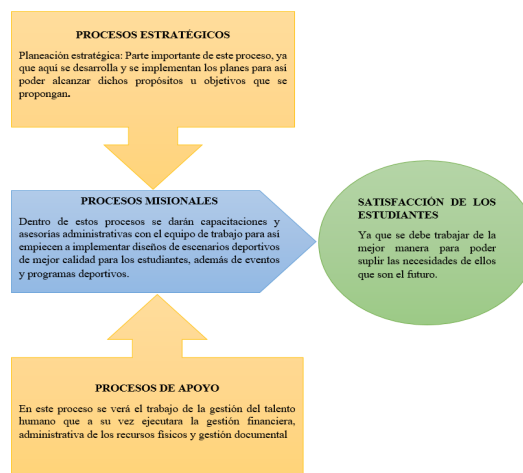 PROCESOS ESTRATÉGICOS
Planeación estratégica: Parte importante de este proceso, ya
que aquí se desarrolla y se implementan los planes para así
poder alcanzar dichos propósitos u objetivos que se
propongan.
PROCESOS MISIONALES
Dentro de estos procesos se darán capacitaciones y
asesorías administrativas con el equipo de trabajo para así
empiecen a implementar diseños de escenarios deportivos
de mejor calidad para los estudiantes, además de eventos
y programas deportivos.
SATISFACCIÓN DE LOS
ESTUDIANTES
Ya que se debe trabajar de la
mejor manera para poder
suplir las necesidades de ellos
que son el futuro.
PROCESOS DE APOYO
En este proceso se verá el trabajo de la gestión del talento
humano que a su vez ejecutara la gestión financiera,
administrativa de los recursos físicos y gestión documental